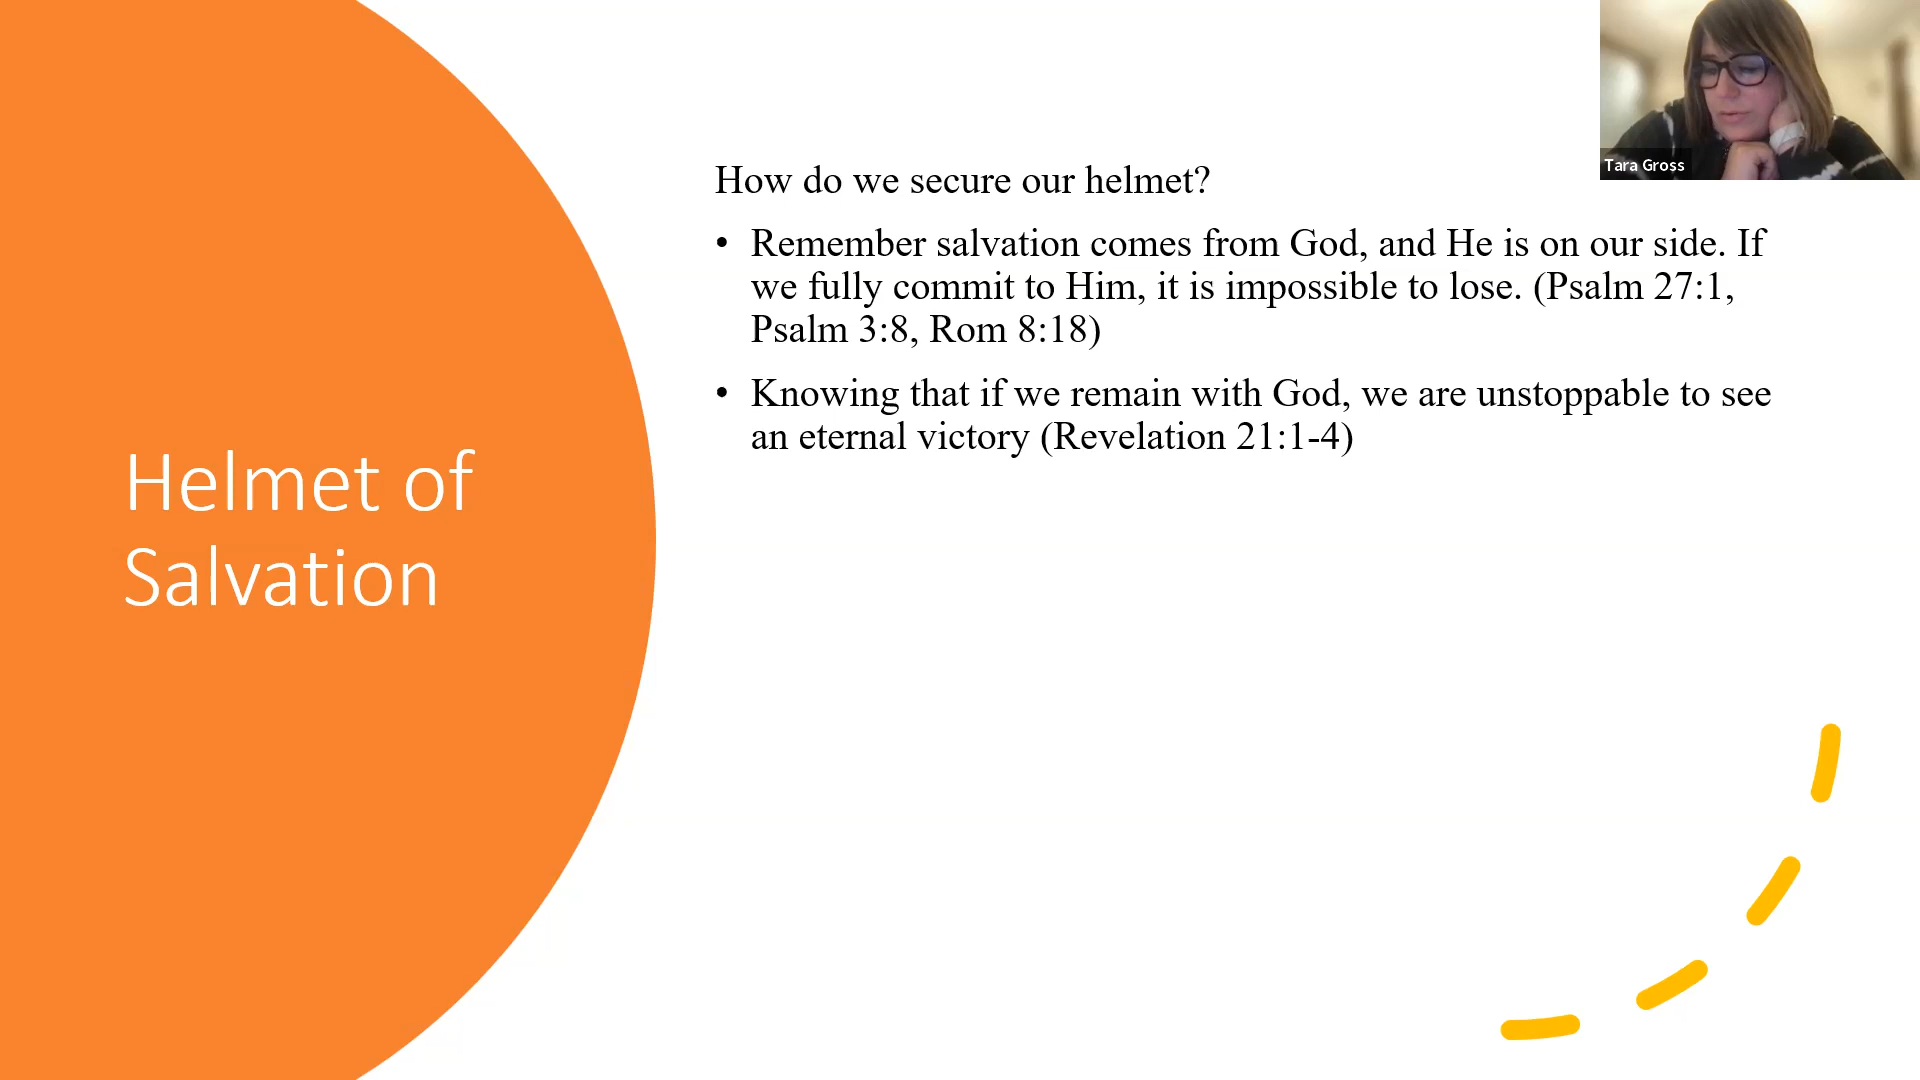 Tara Gross
How do we secure our helmet?
• Remember salvation comes from God, and He is on our side. If
we fully commit to Him, it is impossible to lose. (Psalm 27:1,
Psalm 3:8, Rom 8:18)
• Knowing that if we remain with God, we are unstoppable to see
an eternal victory (Revelation 21:1-4)
Helmet of
Salvation